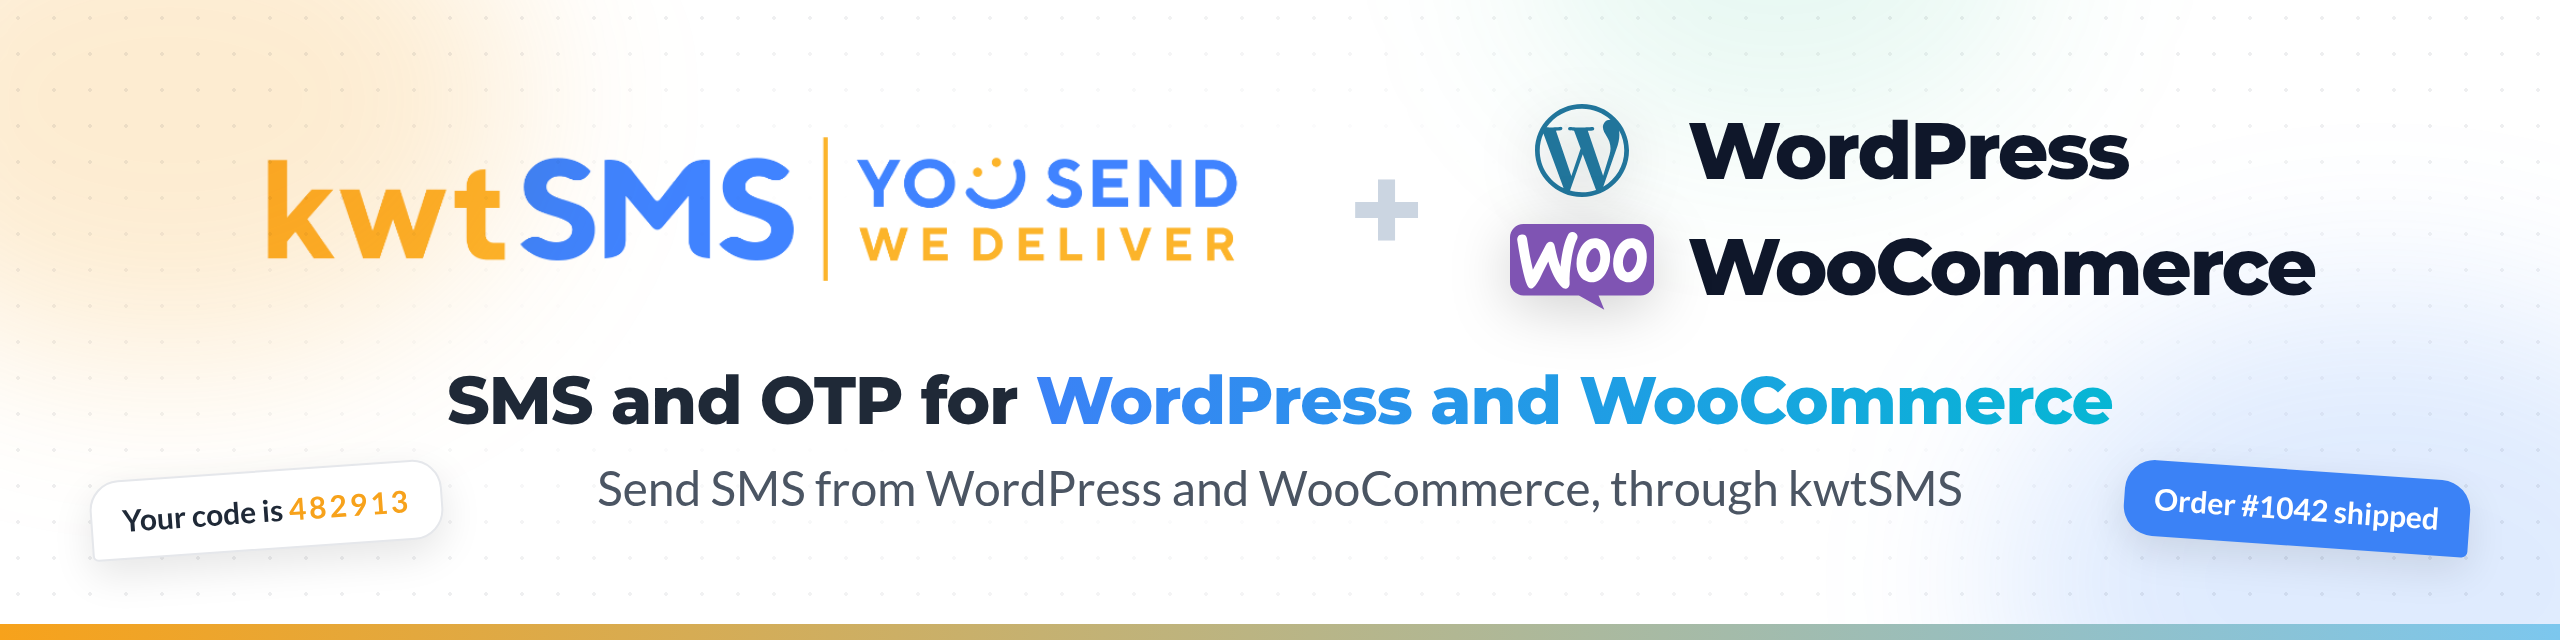 kwtSMS
YOU SEND
WE DELIVER
+
WordPress
Woo WooCommerce
SMS and OTP for WordPress and WooCommerce
Send SMS from WordPress and WooCommerce, through kwtSMS
Your code is 482913
Order #1042 shipped